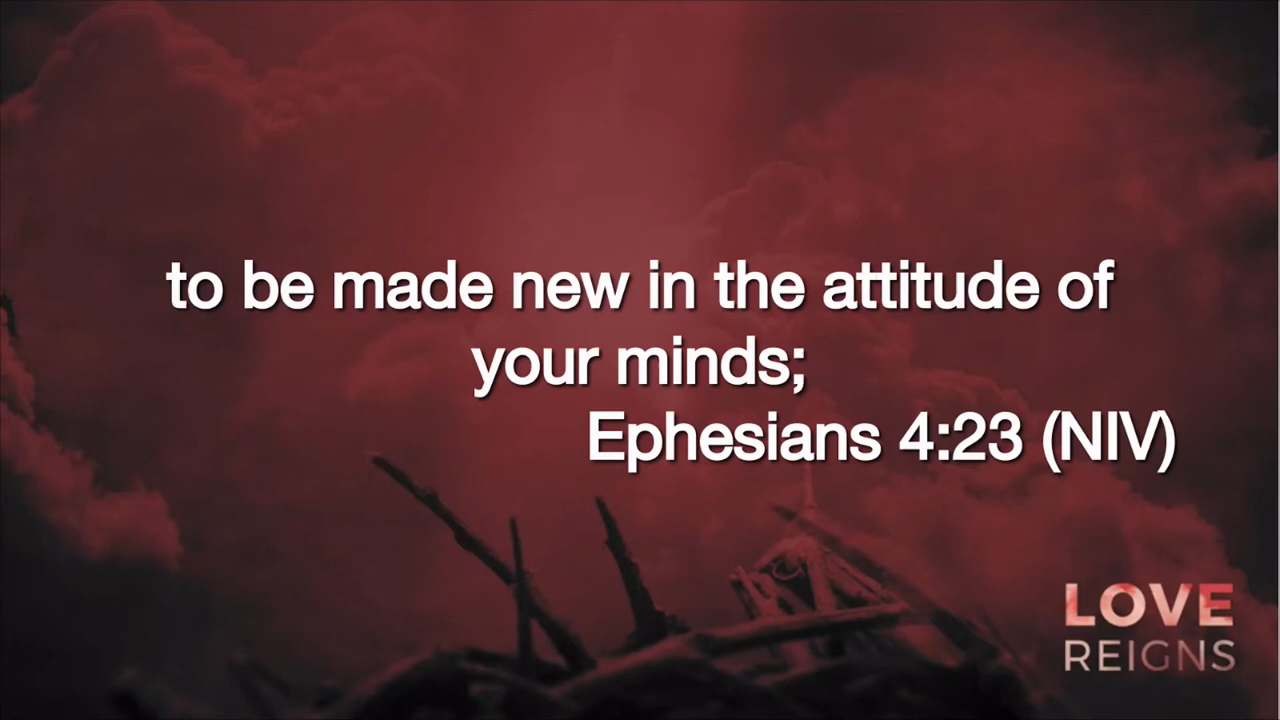 to be made new in the attitude of
your minds;
Ephesians 4:23 (NIV)
LOVE
REIGNS